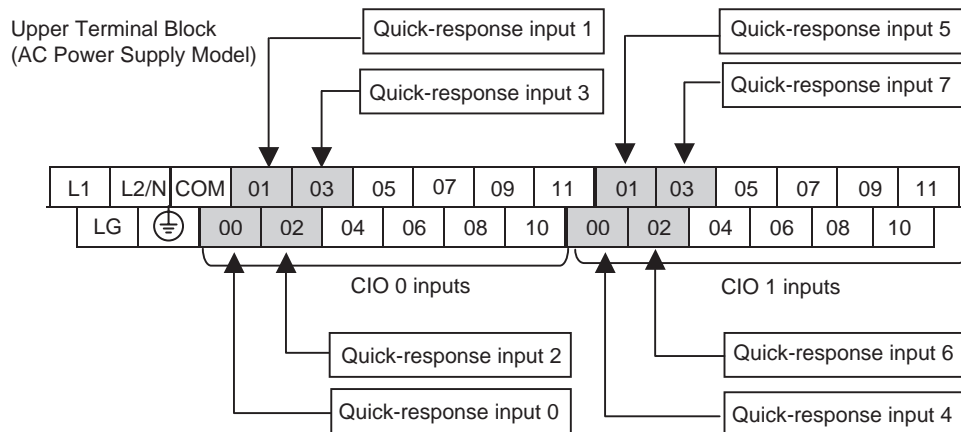 Upper Terminal Block
(AC Power Supply Model)
Quick-response input 1
Quick-response input 5
Quick-response input 3
Quick-response input 7
L1 L2/N COM 01 03 05 07 09 11 01 03 05 07 09 11
LG 00 02 04 06 08 10 00 02 04 06 08 10
CIO 0 inputs
CIO 1 inputs
Quick-response input 2
Quick-response input 6
Quick-response input 0
Quick-response input 4